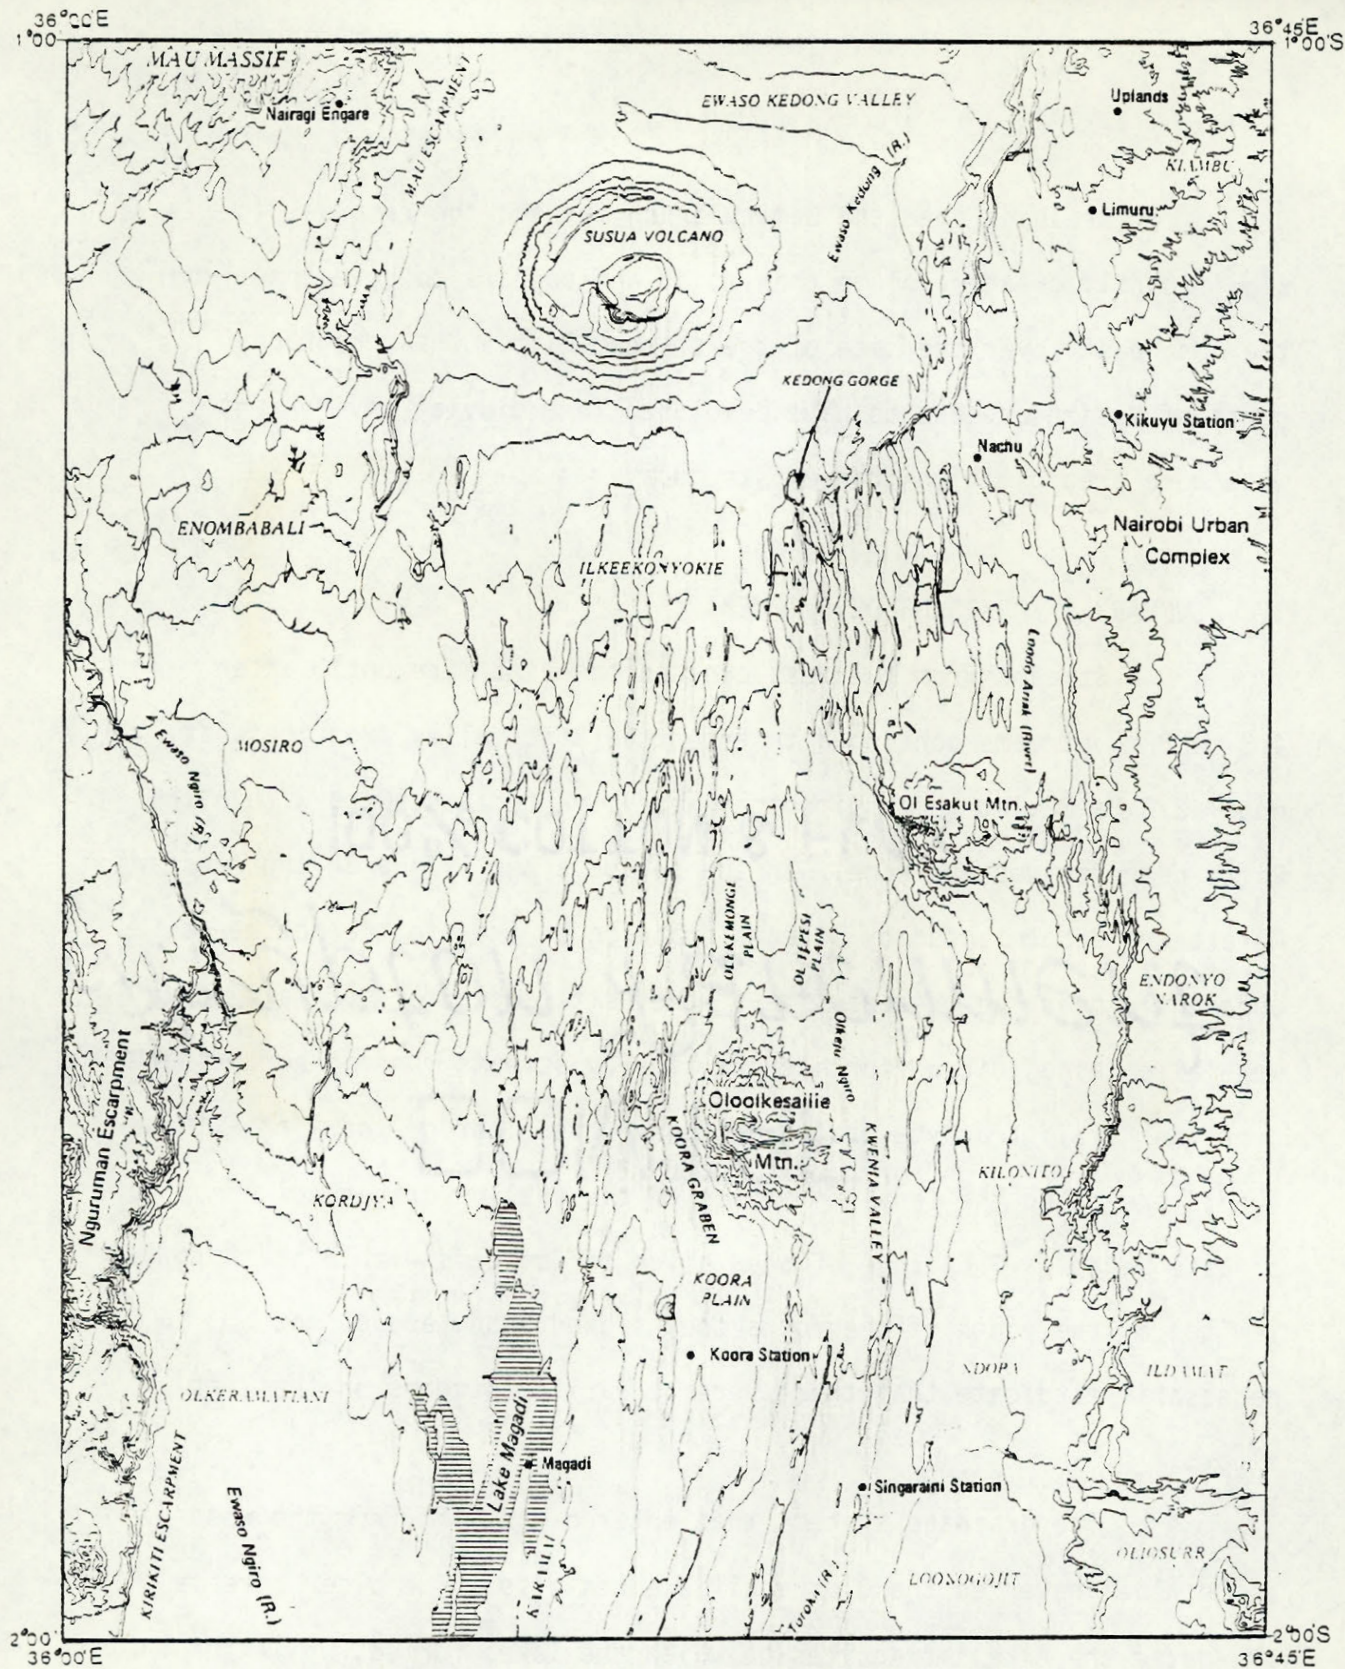 36°00'E
36°45'E
1°00'
1°00'S
MAU MASSIF
EWASO KEDONG VALLEY
Uplands
Nairagi Engare
MAU ESCARPMENT
KIAMBU
Ewaso Kedong (R.)
Limuru
SUSUA VOLCANO
KEDONG GORGE
Kikuyu Station
Nachu
ENOMBABALI
Nairobi Urban
Complex
ILKEEKONYOKIE
MOSIRO
Ewaso Ngiro (R.)
Ol Esakut Mtn.
OLEKEMONGE
PLAIN
OL TEPESI
PLAIN
ENDONYO
NAROK
Nguruman Escarpment
Olkeju Ngiro
Oloolkesailie
Mtn.
KOORA GRABEN
KWENIA VALLEY
KILONITO
KORDJYA
KOORA
PLAIN
Koora Station
NDOPA
ILDAMAT
OLKERAMATIANI
Lake Magadi
Magadi
Singaraini Station
KIRIKITI ESCARPMENT
Ewaso Ngiro (R.)
OLIOSURR
LOONOGOJIT
Toroka (R.)
2°00'
2°00'S
36°00'E
36°45'E